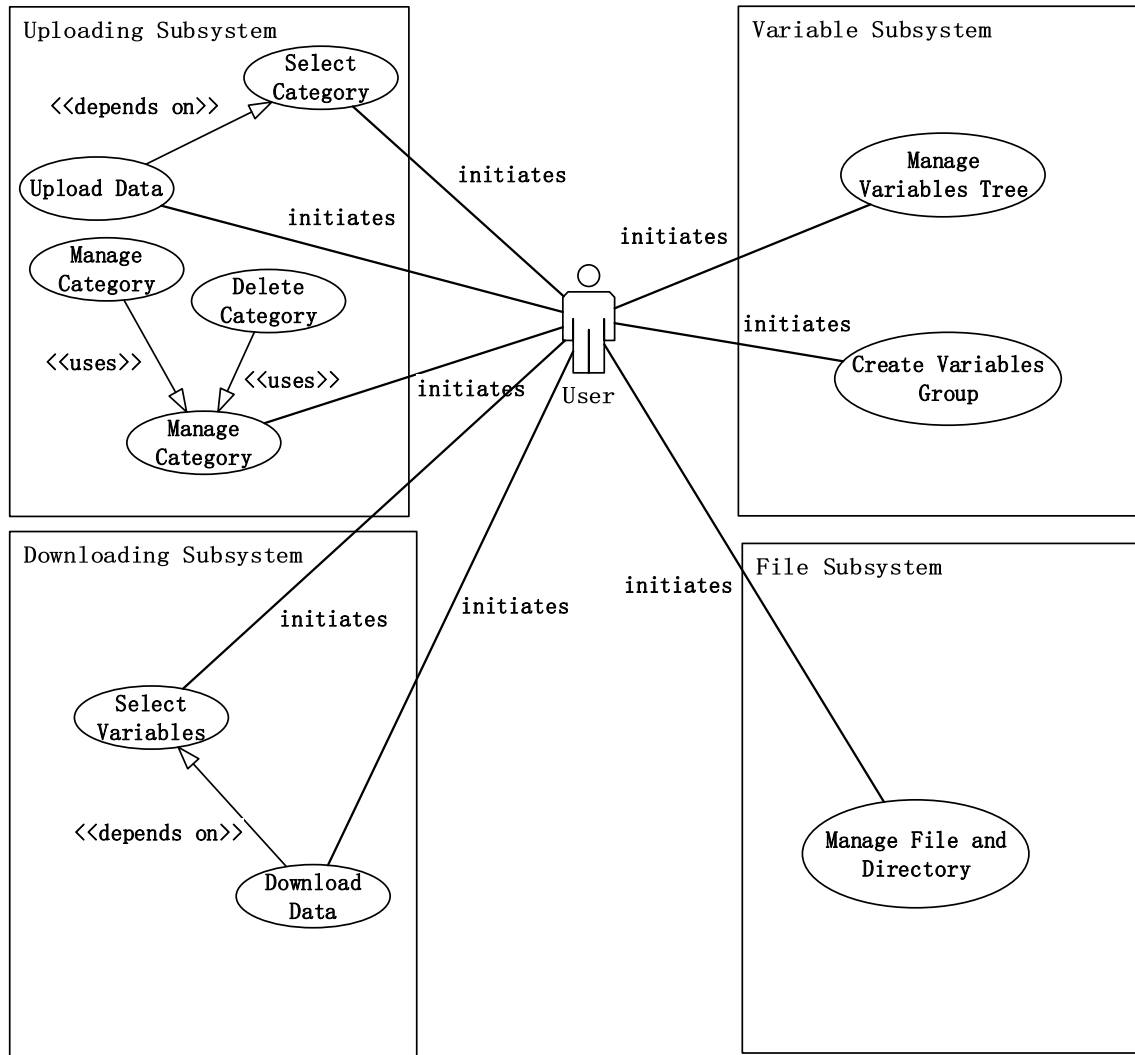 Uploading Subsystem
Select
Category
<<depends on>>
Upload Data
initiates
initiates
Manage
Category
Delete
Category
<<uses>>
<<uses>>
Manage
Category
initiates
User
Variable Subsystem
Manage
Variables Tree
initiates
initiates
Create Variables
Group
Downloading Subsystem
initiates
initiates
Select
Variables
<<depends on>>
Download
Data
File Subsystem
initiates
Manage File and
Directory